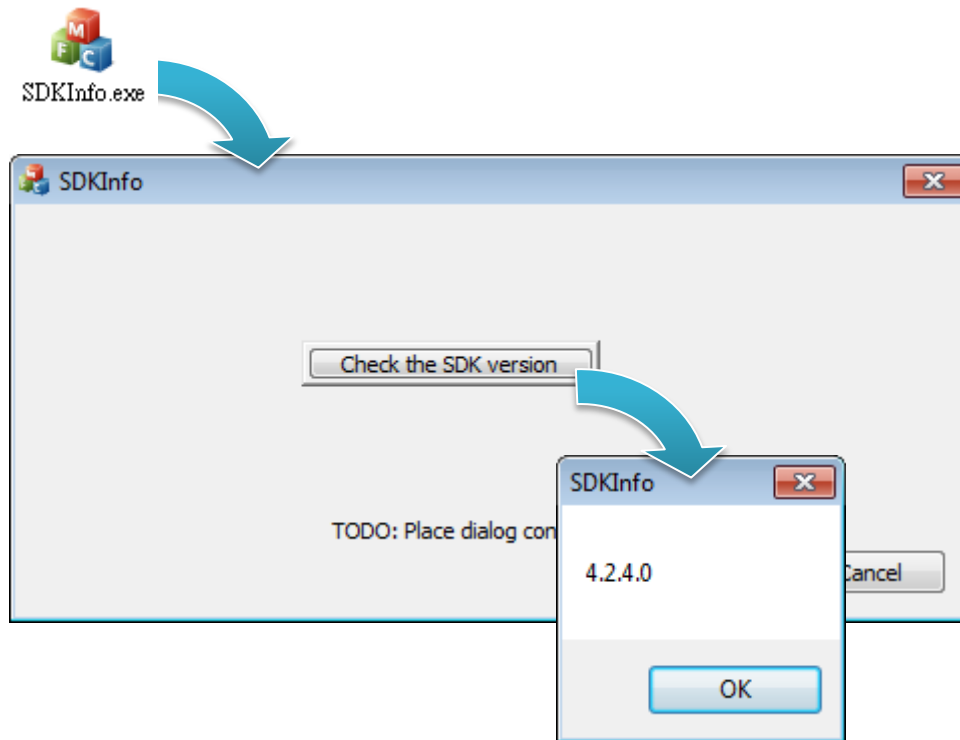 M
F C
SDKInfo.exe
SDKInfo
Check the SDK version
SDKInfo
TODO: Place dialog con
4.2.4.0
Cancel
OK